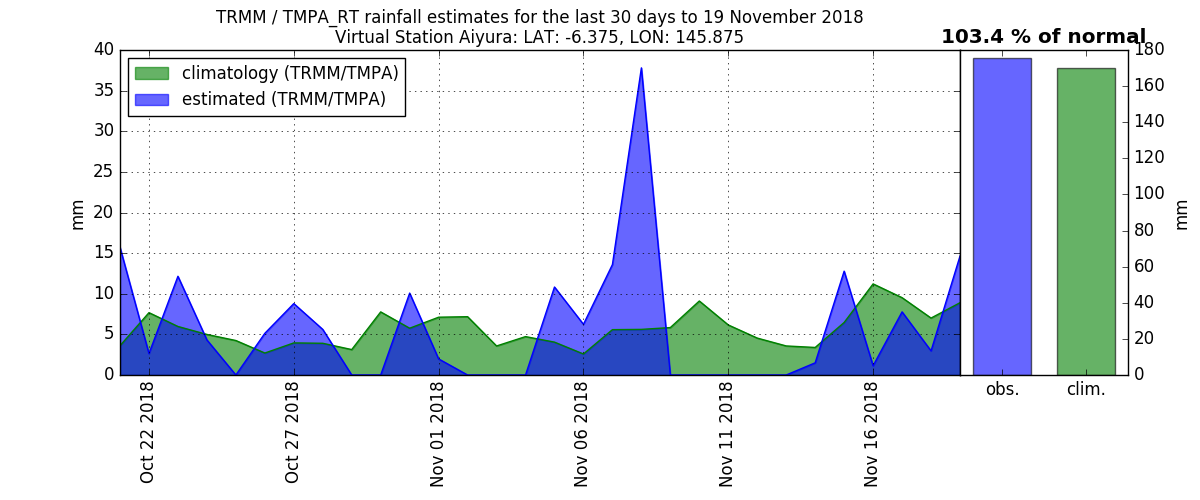 TRMM / TMPA_RT rainfall estimates for the last 30 days to 19 November 2018
Virtual Station Aiyura: LAT: -6.375, LON: 145.875
103.4 % of normal
climatology (TRMM/TMPA)
estimated (TRMM/TMPA)
40
35
30
25
20
15
10
5
0
mm
Oct 22 2018
Oct 27 2018
Nov 01 2018
Nov 06 2018
Nov 11 2018
Nov 16 2018
180
160
140
120
100
80
60
40
20
0
mm
obs.
clim.